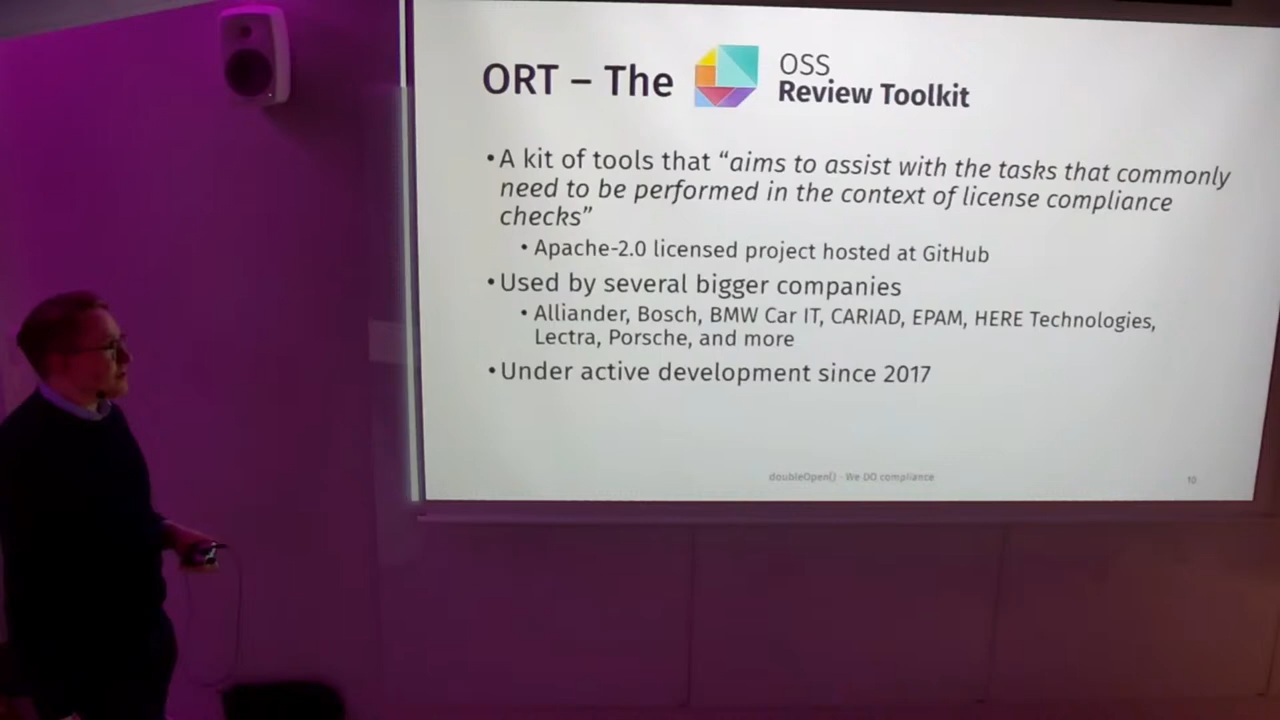 ORT – The OSS Review Toolkit
•A kit of tools that “aims to assist with the tasks that commonly
need to be performed in the context of license compliance
checks”
• Apache-2.0 licensed project hosted at GitHub
•Used by several bigger companies
• Alliander, Bosch, BMW Car IT, CARIAD, EPAM, HERE Technologies,
Lectra, Porsche, and more
•Under active development since 2017
doubleOpen() · We DO compliance
10